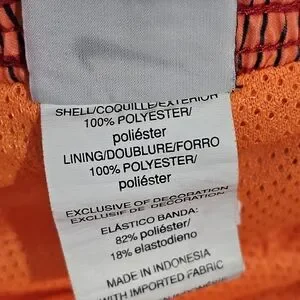 SHELL/COQUILLE/EXTERIOR
100% POLYESTER/
poliéster
LINING/DOUBLURE/FORRO
100% POLYESTER/
poliéster
EXCLUSIVE OF DECORATION
EXCLUSIF DE DECORATION
ELÁSTICO BANDA:
82% poliéster/
18% elastodieno
MADE IN INDONESIA
WITH IMPORTED FABRIC